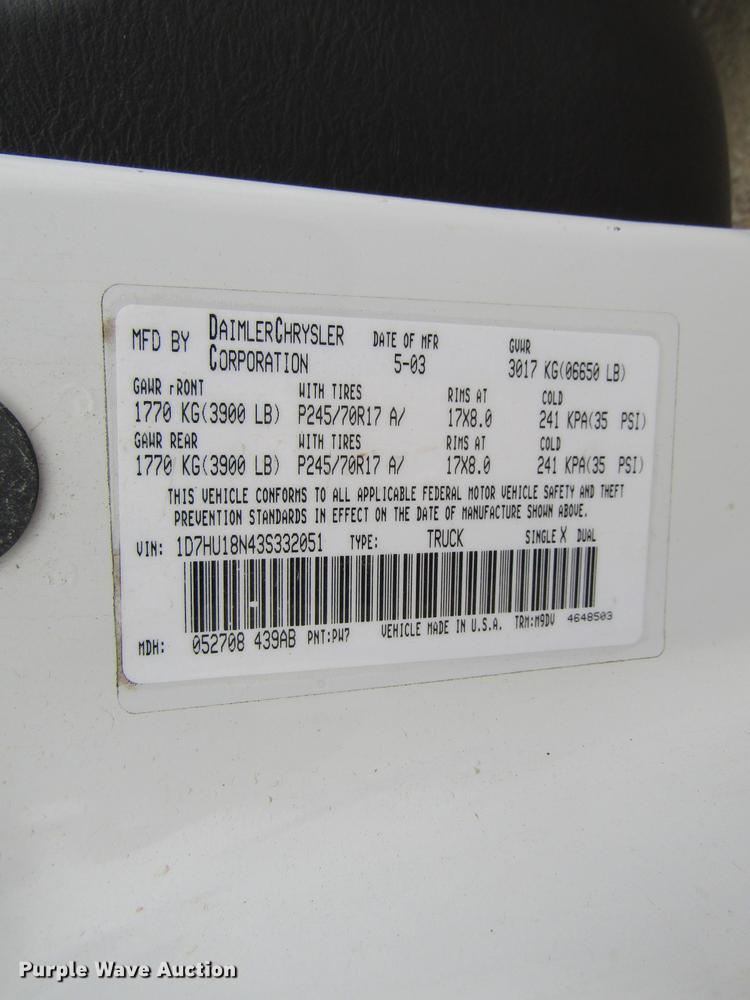 MFD BY DAIMLERCHRYSLER CORPORATION DATE OF MFR 5-03 GVWR 3017 KG(06650 LB)
GAWR FRONT WITH TIRES RIMS AT COLD
1770 KG(3900 LB) P245/70R17 A/ 17X8.0 241 KPA(35 PSI)
GAWR REAR WITH TIRES RIMS AT COLD
1770 KG(3900 LB) P245/70R17 A/ 17X8.0 241 KPA(35 PSI)
THIS VEHICLE CONFORMS TO ALL APPLICABLE FEDERAL MOTOR VEHICLE SAFETY AND THEFT
PREVENTION STANDARDS IN EFFECT ON THE DATE OF MANUFACTURE SHOWN ABOVE.
VIN: 1D7HU18N43S332051 TYPE: TRUCK SINGLE X DUAL
MDH: 052708 439AB PNT:PW7 VEHICLE MADE IN U.S.A. TRM:M9DV 4648503
Purple Wave Auction